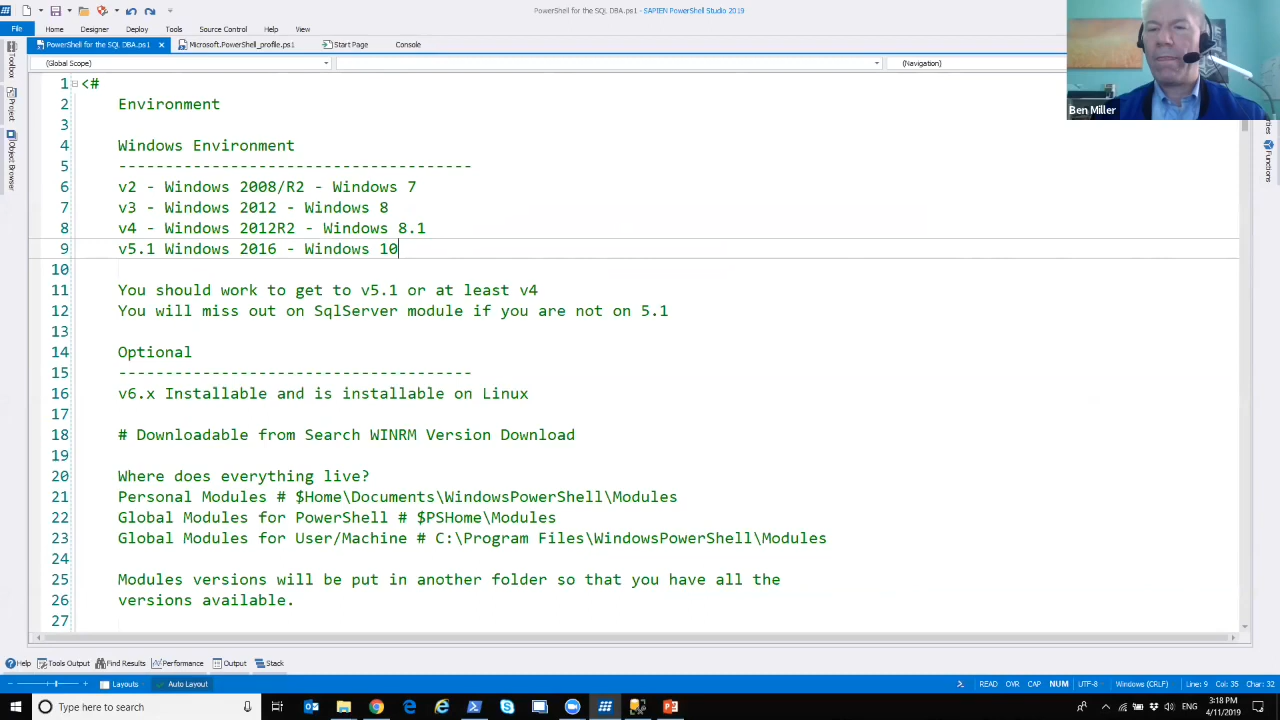 PowerShell for the SQL DBA.ps1 - SAPIEN PowerShell Studio 2019
File Home Designer Deploy Tools Source Control Help View
PowerShell for the SQL DBA.ps1 Microsoft.PowerShell_profile.ps1 Start Page Console
(Global Scope) (Navigation)
Toolbox
Project
Object Browser
Functions
Ben Miller
1 <#
2 Environment
3
4 Windows Environment
5 --------------------------------------
6 v2 - Windows 2008/R2 - Windows 7
7 v3 - Windows 2012 - Windows 8
8 v4 - Windows 2012R2 - Windows 8.1
9 v5.1 Windows 2016 - Windows 10
10
11 You should work to get to v5.1 or at least v4
12 You will miss out on SqlServer module if you are not on 5.1
13
14 Optional
15 --------------------------------------
16 v6.x Installable and is installable on Linux
17
18 # Downloadable from Search WINRM Version Download
19
20 Where does everything live?
21 Personal Modules # $Home\Documents\WindowsPowerShell\Modules
22 Global Modules for PowerShell # $PSHome\Modules
23 Global Modules for User/Machine # C:\Program Files\WindowsPowerShell\Modules
24
25 Modules versions will be put in another folder so that you have all the
26 versions available.
27
Help Tools Output Find Results Performance Output Stack
Layouts Auto Layout READ OVR CAP NUM UTF-8 Windows (CRLF) Line: 9 Col: 35 Char: 32
Type here to search ENG 3:18 PM
4/11/2019